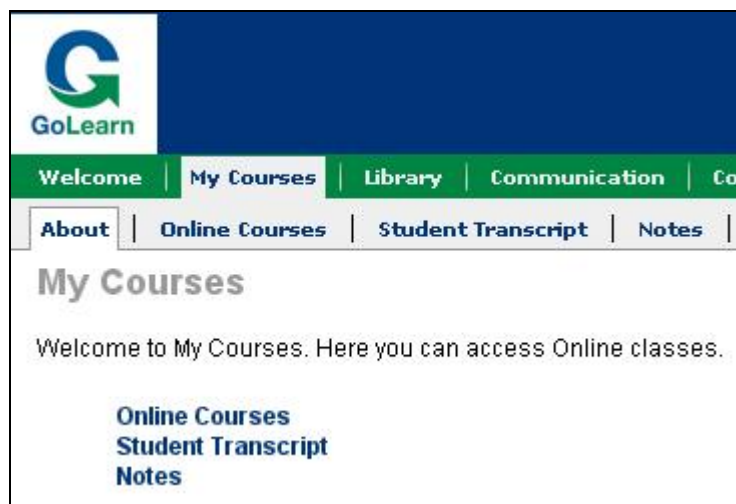 GoLearn
Welcome | My Courses | Library | Communication |
About | Online Courses | Student Transcript | Notes |
My Courses
Welcome to My Courses. Here you can access Online classes.
Online Courses
Student Transcript
Notes